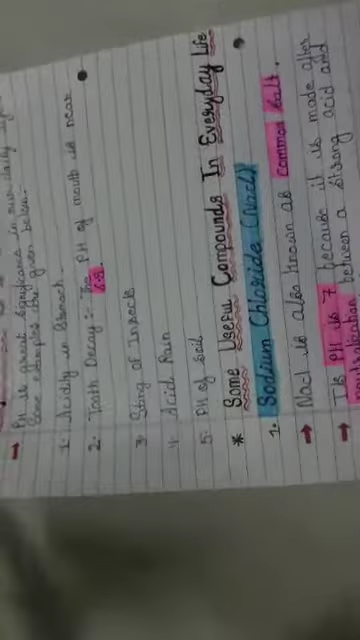 → PH is great significance in our daily
Some examples are given below:
1- Acidity in Stomach.
2- Tooth Decay :- The PH of mouth is near
6.8.
3- Sting of Insects
4- Acid Rain
5- PH of Soil
* Some Useful Compounds In Everyday Life
1- Sodium Chloride (NaCl)
→ NaCl is also known as common salt.
→ Its PH is 7 because it is made after
between a strong acid and